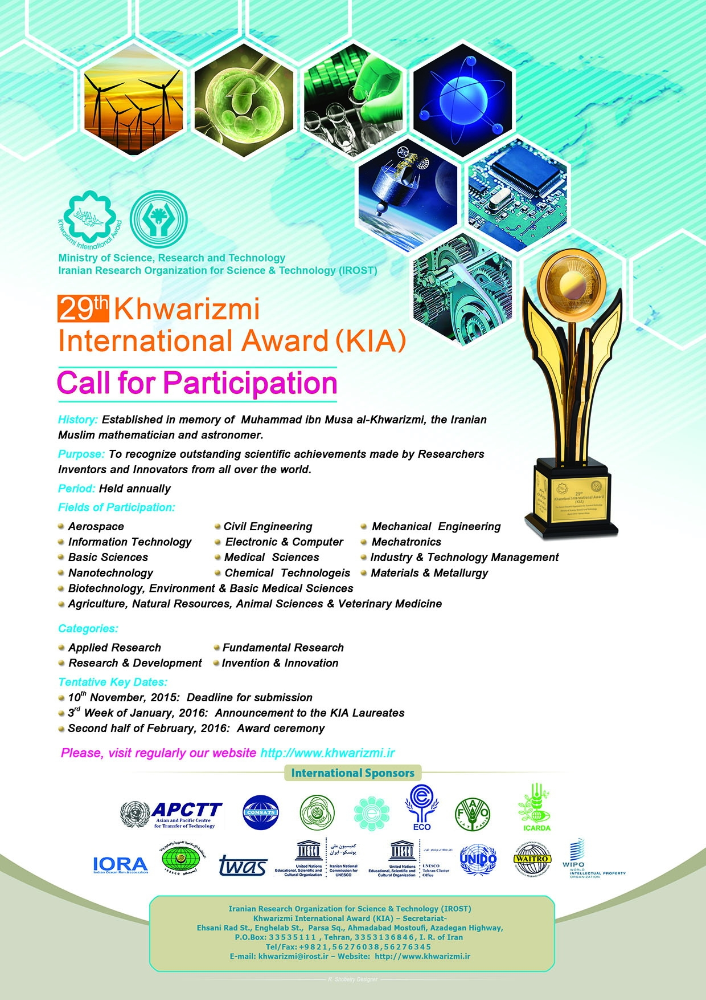 Khwarizmi International Award
Ministry of Science, Research and Technology
Iranian Research Organization for Science & Technology (IROST)
29th Khwarizmi
International Award (KIA)
Call for Participation
History: Established in memory of Muhammad ibn Musa al-Khwarizmi, the Iranian
Muslim mathematician and astronomer.
Purpose: To recognize outstanding scientific achievements made by Researchers
Inventors and Innovators from all over the world.
Period: Held annually
29th
Khwarizmi International Award
(KIA)
Fields of Participation:
Aerospace Civil Engineering Mechanical Engineering
Information Technology Electronic & Computer Mechatronics
Basic Sciences Medical Sciences Industry & Technology Management
Nanotechnology Chemical Technologeis Materials & Metallurgy
Biotechnology, Environment & Basic Medical Sciences
Agriculture, Natural Resources, Animal Sciences & Veterinary Medicine
Categories:
Applied Research Fundamental Research
Research & Development Invention & Innovation
Tentative Key Dates:
10th November, 2015: Deadline for submission
3rd Week of January, 2016: Announcement to the KIA Laureates
Second half of February, 2016: Award ceremony
Please, visit regularly our website http://www.khwarizmi.ir
International Sponsors
APCTT
Asian and Pacific Centre
for Transfer of Technology
COMSATS
COMSTECH
ECO
FAO
FIAT PANIS
ICARDA
IORA
Indian Ocean Rim Association
twas
UNESCO
United Nations
Educational, Scientific and
Cultural Organization
كميسيون ملى
يونسكو - ايران
Iranian National
Commission for
UNESCO
UNESCO
United Nations
Educational, Scientific and
Cultural Organization
UNESCO
Tehran Cluster
Office
UNIDO
WAITRO
WIPO
WORLD
INTELLECTUAL PROPERTY
ORGANIZATION
Iranian Research Organization for Science & Technology (IROST)
Khwarizmi International Award (KIA) – Secretariat-
Ehsani Rad St., Enghelab St., Parsa Sq., Ahmadabad Mostoufi, Azadegan Highway,
P.O.Box: 33535111 , Tehran, 3353136846, I. R. of Iran
Tel/Fax: +9821,56276038,56276345
E-mail: khwarizmi@irost.ir – Website: http://www.khwarizmi.ir
R. Shobeiry Designer